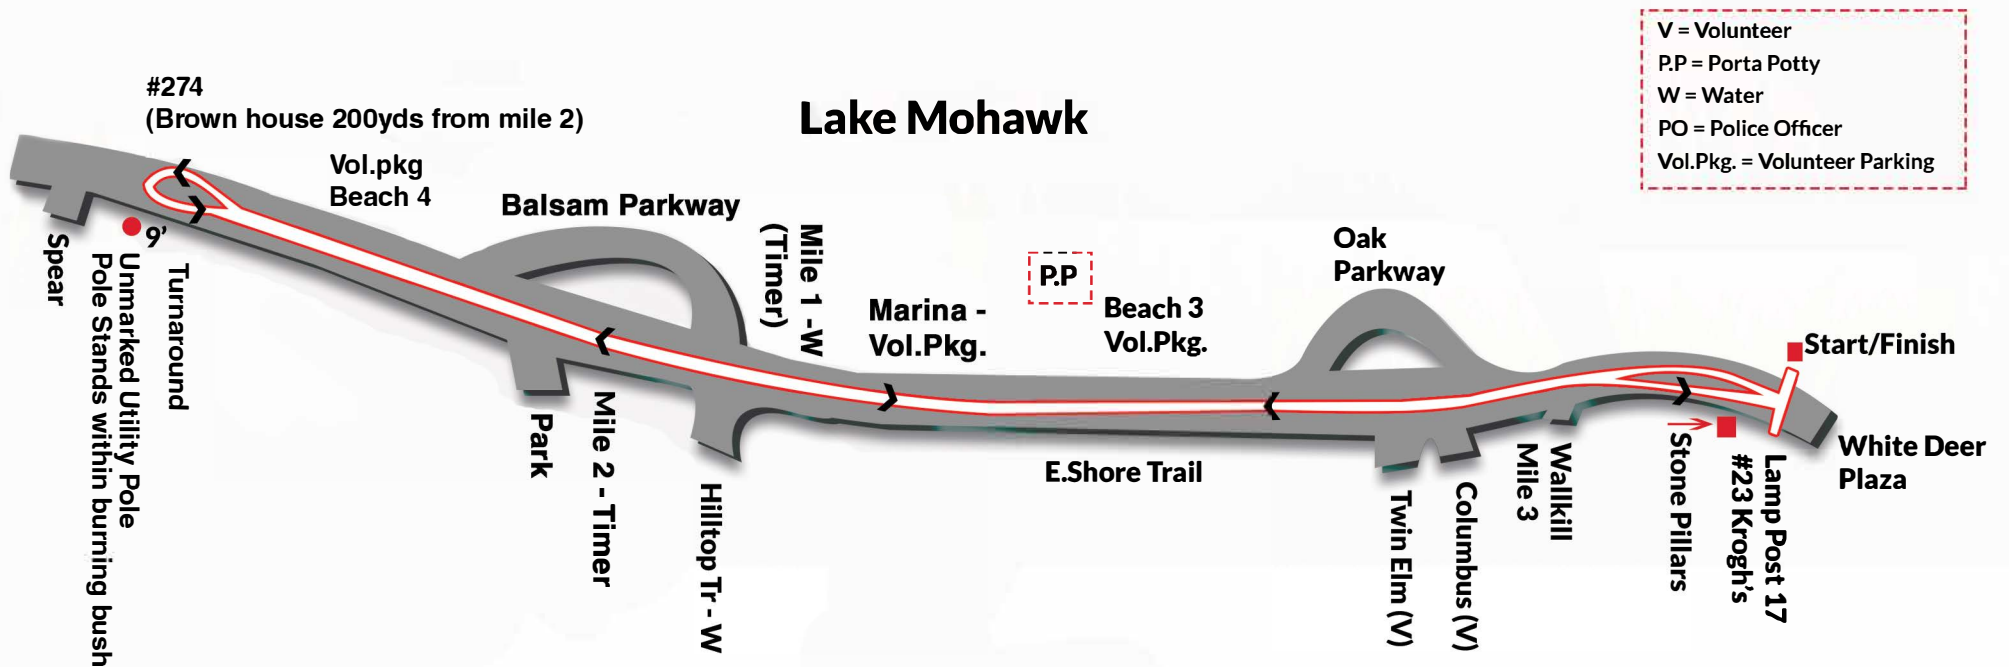 V = Volunteer
P.P = Porta Potty
W = Water
PO = Police Officer
Vol.Pkg. = Volunteer Parking
Lake Mohawk
#274
(Brown house 200yds from mile 2)
Vol.pkg
Beach 4
Balsam Parkway
Mile 1 -W
(Timer)
P.P
Marina -
Vol.Pkg.
Beach 3
Vol.Pkg.
Oak
Parkway
Start/Finish
White Deer
Plaza
Spear
9'
Unmarked Utility Pole
Pole Stands within burning bush
Turnaround
Park
Mile 2 - Timer
Hilltop Tr - W
E.Shore Trail
Twin Elm (V)
Columbus (V)
Wallkill
Mile 3
Stone Pillars
Lamp Post 17
#23 Krogh's